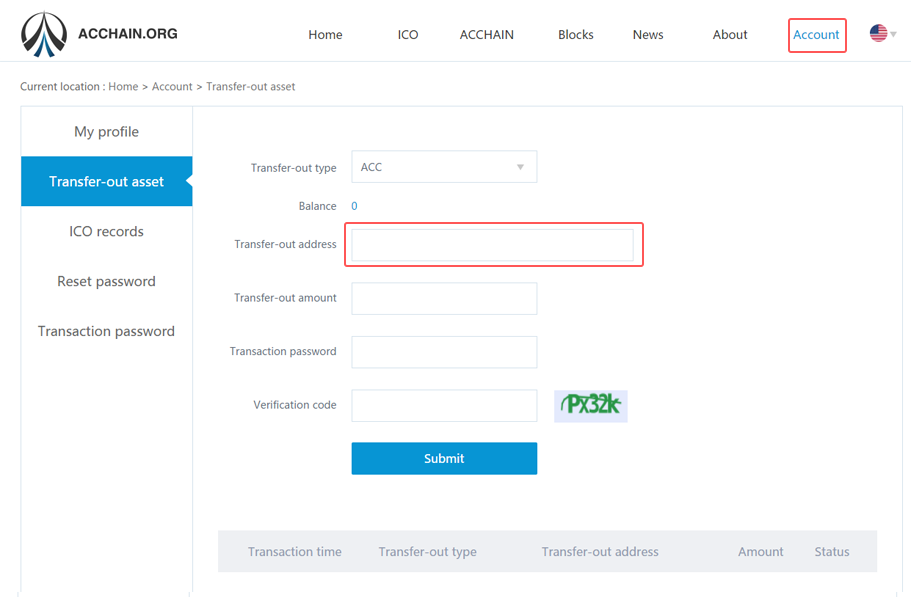 ACCHAIN.ORG
Home ICO ACCHAIN Blocks News About Account
Current location : Home > Account > Transfer-out asset
My profile
Transfer-out asset
ICO records
Reset password
Transaction password
Transfer-out type ACC
Balance 0
Transfer-out address
Transfer-out amount
Transaction password
Verification code Px32k
Submit
Transaction time Transfer-out type Transfer-out address Amount Status